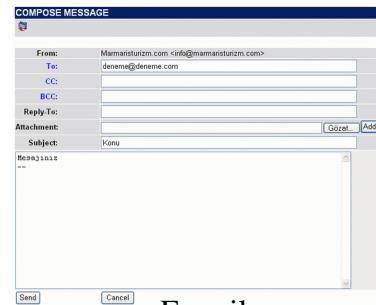 COMPOSE MESSAGE
From: Marmaristurizm.com <info@marmaristurizm.com>
To: deneme@deneme.com
CC:
BCC:
Reply-To:
Attachment: Gözat... Add
Subject: Konu
Mesajınız
--
Send Cancel